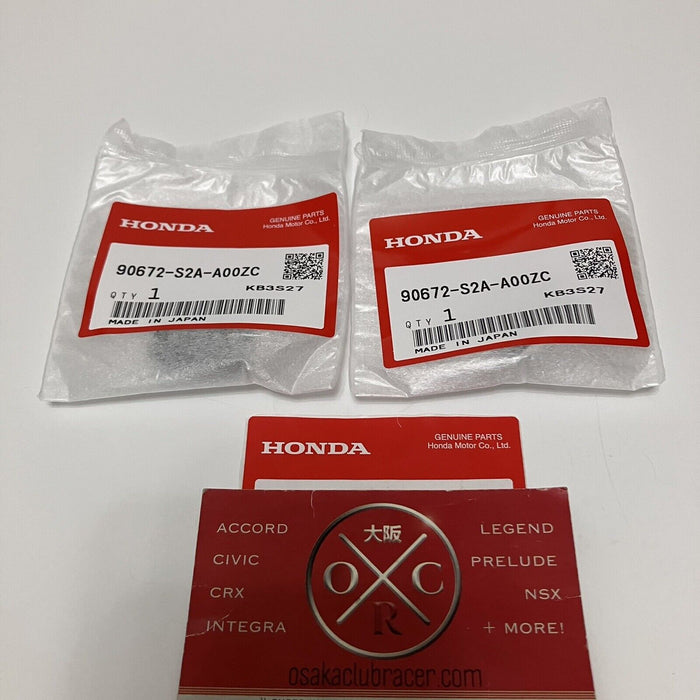 HONDA
GENUINE PARTS
Honda Motor Co., Ltd.
90672-S2A-A00ZC
KB3S27
QTY 1
MADE IN JAPAN
HONDA
GENUINE PARTS
Honda Motor Co., Ltd.
90672-S2A-A00ZC
KB3S27
QTY 1
MADE IN JAPAN
HONDA
GENUINE PARTS
Honda Motor Co., Ltd.
ACCORD
CIVIC
CRX
INTEGRA
大阪
O C
R
LEGEND
PRELUDE
NSX
+ MORE!
osakaclubracer.com